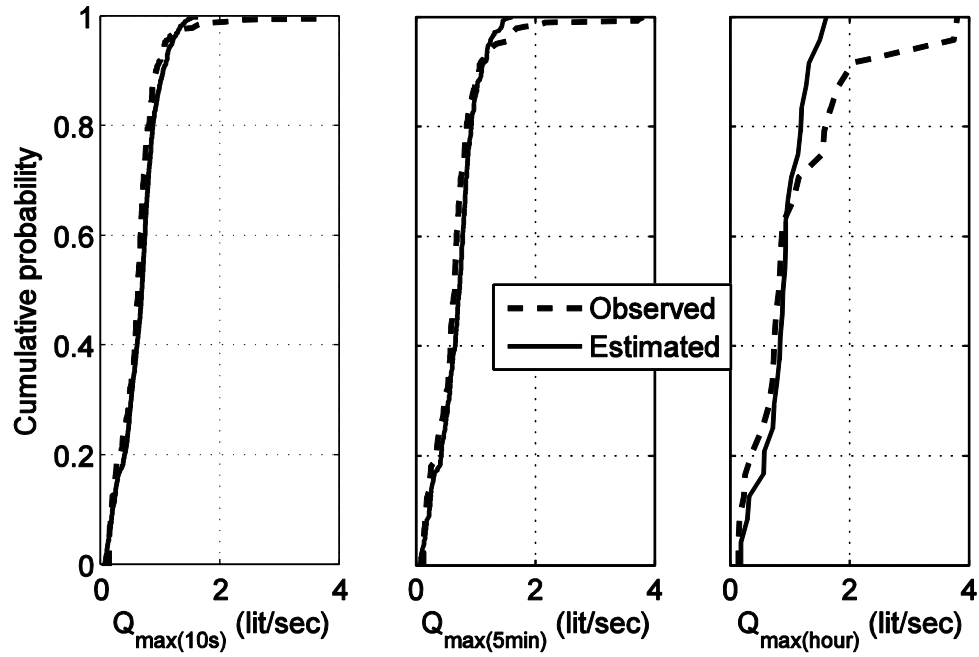 Cumulative probability
1
0.8
0.6
0.4
0.2
0
0 2 4
0 2 4
0 2 4
Q max(10s) (lit/sec)
Q max(5min) (lit/sec)
Q max(hour) (lit/sec)
Observed
Estimated